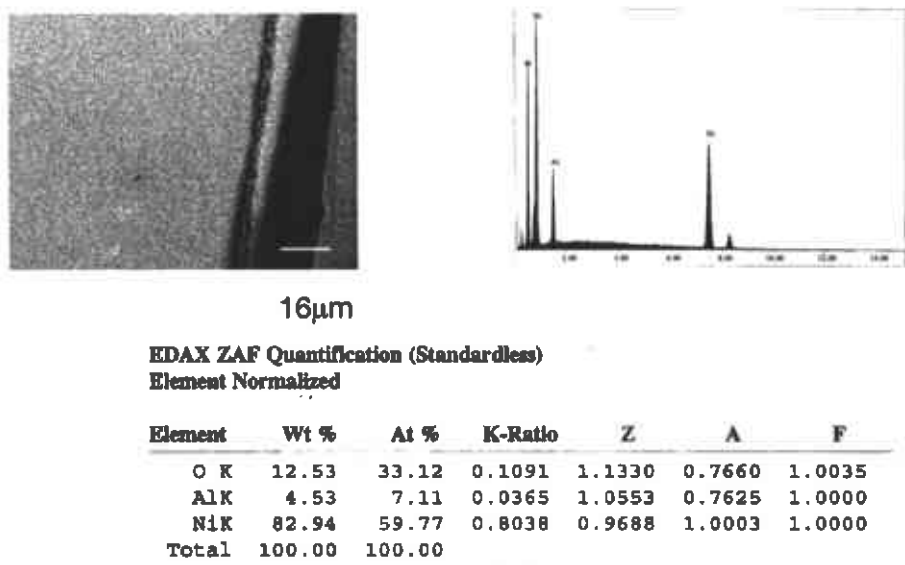 16μm
EDAX ZAF Quantification (Standardless)
Element Normalized
Element Wt % At % K-Ratio Z A F
O K 12.53 33.12 0.1091 1.1330 0.7660 1.0035
AlK 4.53 7.11 0.0365 1.0553 0.7625 1.0000
NiK 82.94 59.77 0.8038 0.9688 1.0003 1.0000
Total 100.00 100.00